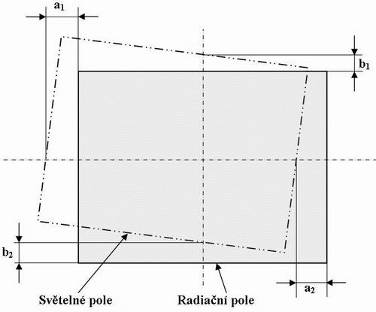 a1
b1
b2
a2
Světelné pole
Radiační pole